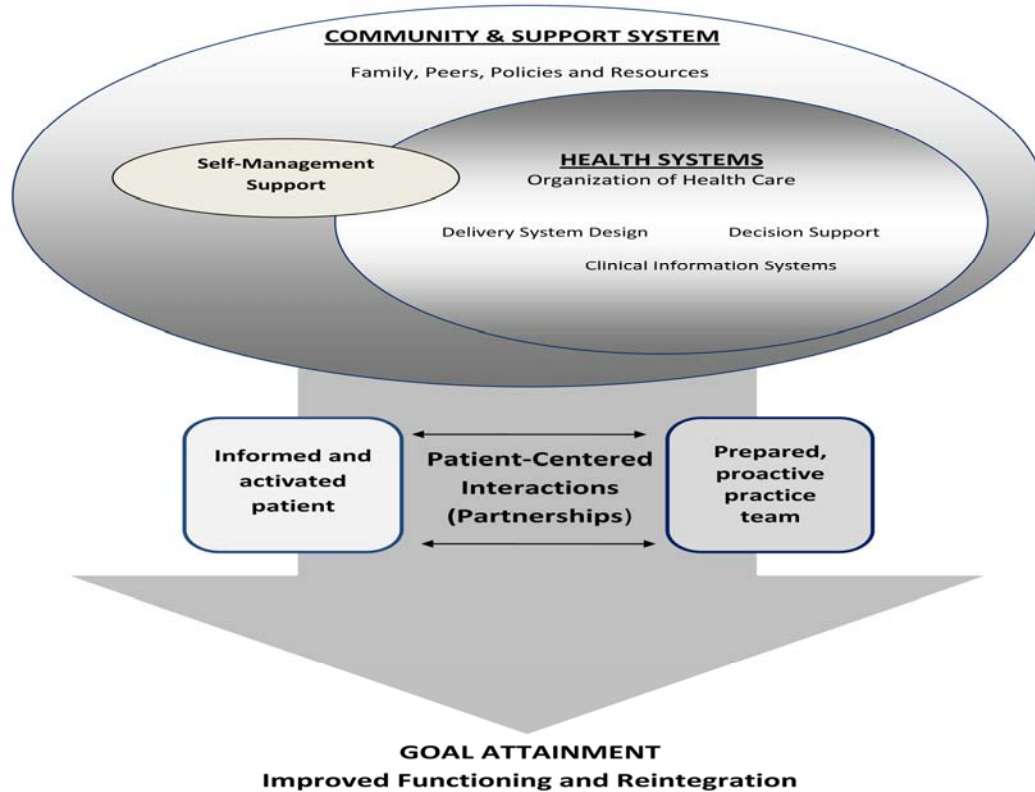 COMMUNITY & SUPPORT SYSTEM
Family, Peers, Policies and Resources
Self-Management
Support
HEALTH SYSTEMS
Organization of Health Care
Delivery System Design
Decision Support
Clinical Information Systems
Informed and
activated
patient
Patient-Centered
Interactions
(Partnerships)
Prepared,
proactive
practice
team
GOAL ATTAINMENT
Improved Functioning and Reintegration